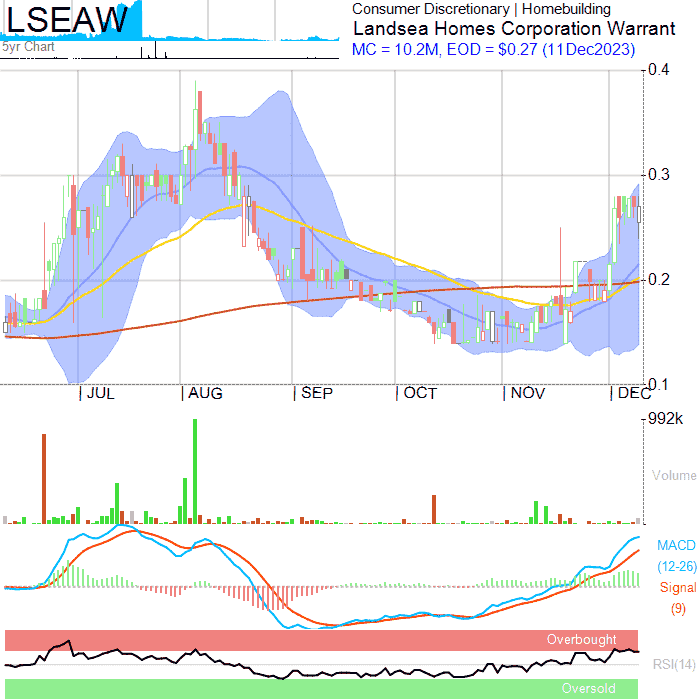 LSEAW
5yr Chart
Consumer Discretionary | Homebuilding
Landsea Homes Corporation Warrant
MC = 10.2M, EOD = $0.27 (11Dec2023)
0.4
0.3
0.2
0.1
JUL AUG SEP OCT NOV DEC
992k
Volume
MACD
(12-26)
Signal
(9)
Overbought
RSI(14)
Oversold